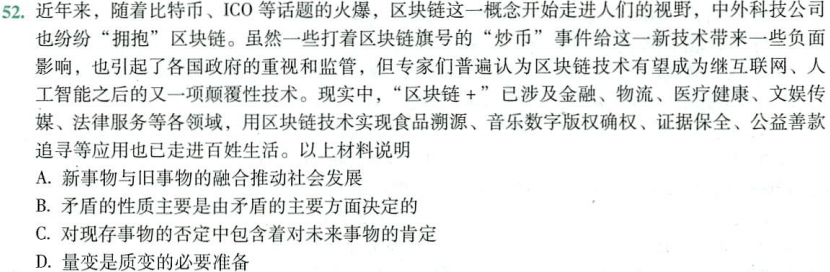 52. 近年来，随着比特币、ICO 等话题的火爆，区块链这一概念开始走进人们的视野，中外科技公司
也纷纷“拥抱”区块链。虽然一些打着区块链旗号的“炒币”事件给这一新技术带来一些负面
影响，也引起了各国政府的重视和监管，但专家们普遍认为区块链技术有望成为继互联网、人
工智能之后的又一项颠覆性技术。现实中，“区块链 + ”已涉及金融、物流、医疗健康、文娱传
媒、法律服务等各领域，用区块链技术实现食品溯源、音乐数字版权确权、证据保全、公益善款
追寻等应用也已走进百姓生活。以上材料说明
A. 新事物与旧事物的融合推动社会发展
B. 矛盾的性质主要是由矛盾的主要方面决定的
C. 对现存事物的否定中包含着对未来事物的肯定
D. 量变是质变的必要准备